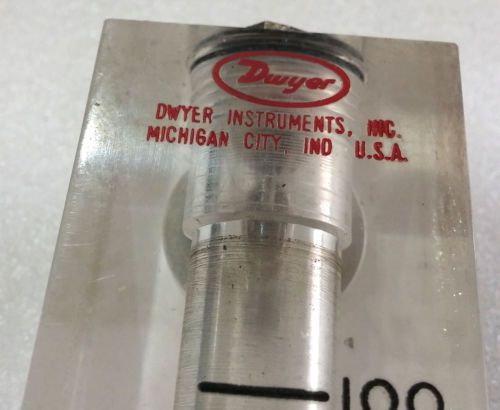 Dwyer
DWYER INSTRUMENTS, INC.
MICHIGAN CITY, IND U.S.A.
100